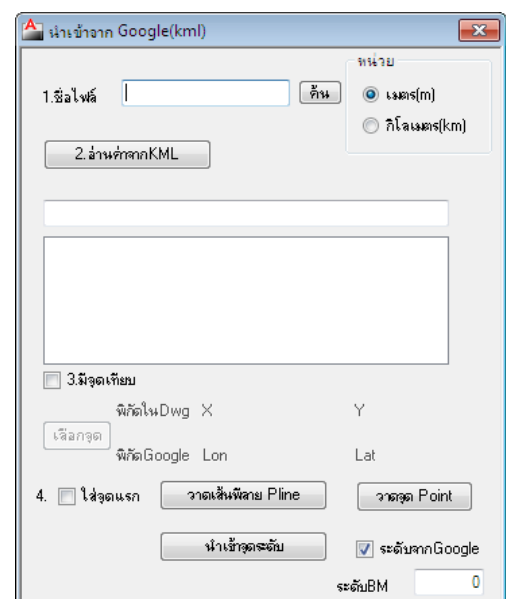 นำเข้าจาก Google(kml)
หน่วย
1.ชื่อไฟล์ ค้น
เมตร(m)
กิโลเมตร(km)
2.อ่านค่าจากKML
3.มีจุดเทียบ
พิกัดในDwg X Y
เลือกจุด
พิกัดGoogle Lon Lat
4. ใส่จุดแรก วาดเส้นพีลาย Pline วาดจุด Point
นำเข้าจุดระดับ ระดับจากGoogle
ระดับBM 0